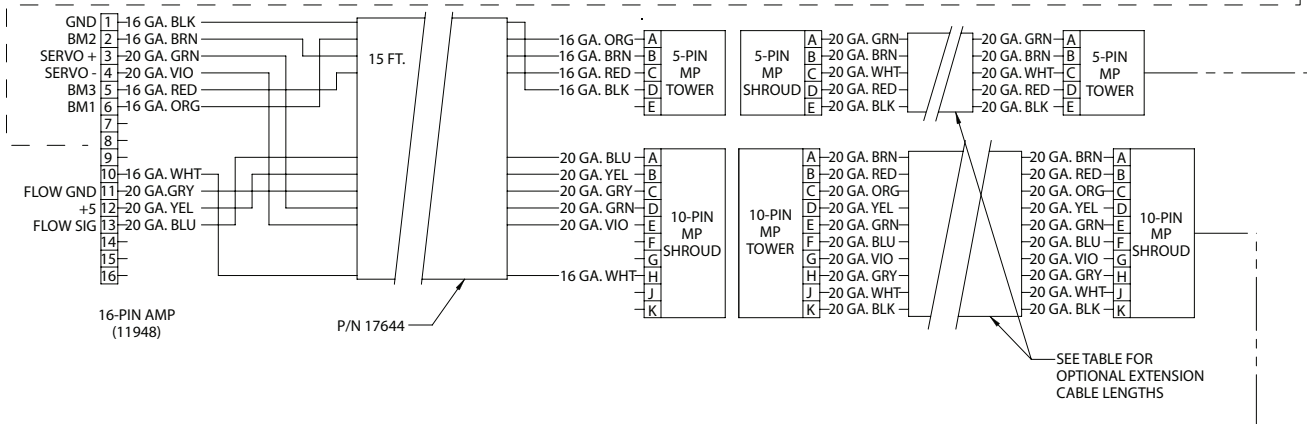 GND 1 16 GA. BLK
BM2 2 16 GA. BRN
SERVO + 3 20 GA. GRN
SERVO - 4 20 GA. VIO
BM3 5 16 GA. RED
BM1 6 16 GA. ORG
7
8
9
10 16 GA. WHT
FLOW GND 11 20 GA.GRY
+5 12 20 GA. YEL
FLOW SIG 13 20 GA. BLU
14
15
16
16-PIN AMP
(11948)
15 FT.
P/N 17644
16 GA. ORG A
16 GA. BRN B
16 GA. RED C
16 GA. BLK D
E
5-PIN
MP
TOWER
5-PIN
MP
SHROUD
A 20 GA. GRN
B 20 GA. BRN
C 20 GA. WHT
D 20 GA. RED
E 20 GA. BLK
20 GA. GRN A
20 GA. BRN B
20 GA. WHT C
20 GA. RED D
20 GA. BLK E
5-PIN
MP
TOWER
20 GA. BLU A
20 GA. YEL B
20 GA. GRY C
20 GA. GRN D
20 GA. VIO E
F
G
16 GA. WHT H
J
K
10-PIN
MP
SHROUD
10-PIN
MP
TOWER
A 20 GA. BRN
B 20 GA. RED
C 20 GA. ORG
D 20 GA. YEL
E 20 GA. GRN
F 20 GA. BLU
G 20 GA. VIO
H 20 GA. GRY
J 20 GA. WHT
K 20 GA. BLK
20 GA. BRN A
20 GA. RED B
20 GA. ORG C
20 GA. YEL D
20 GA. GRN E
20 GA. BLU F
20 GA. VIO G
20 GA. GRY H
20 GA. WHT J
20 GA. BLK K
10-PIN
MP
SHROUD
SEE TABLE FOR
OPTIONAL EXTENSION
CABLE LENGTHS